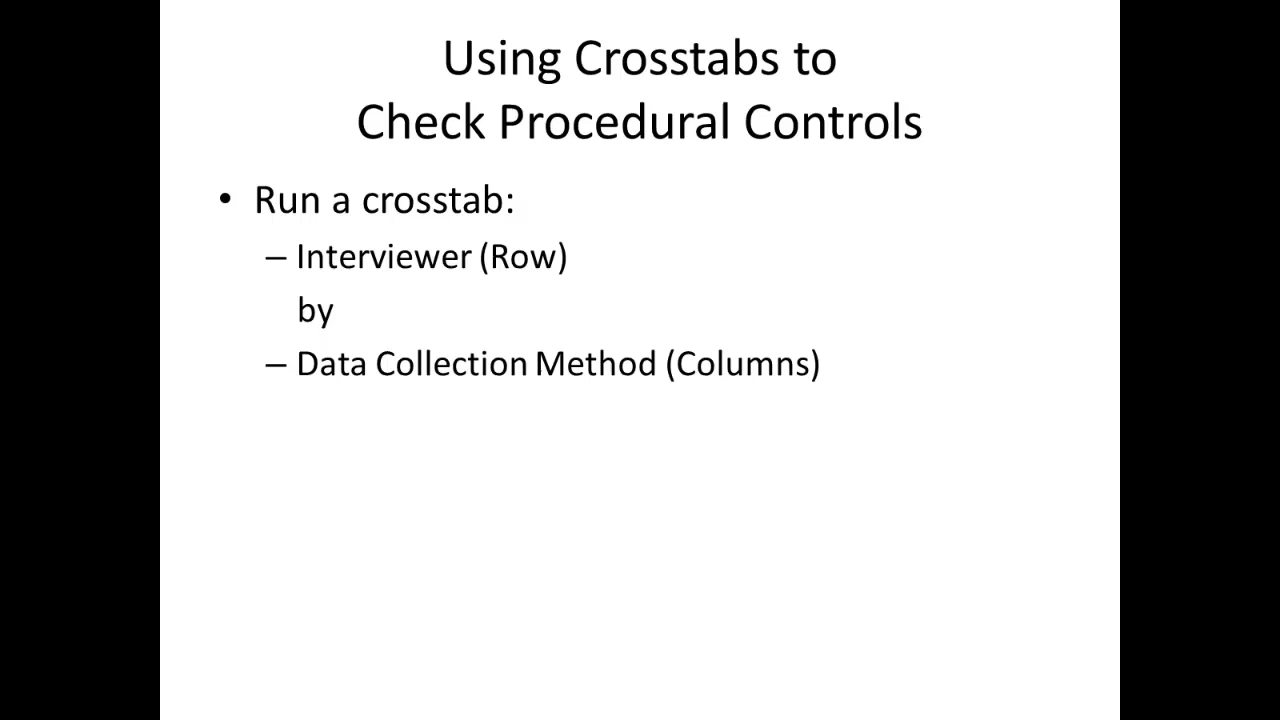 Using Crosstabs to
Check Procedural Controls
• Run a crosstab:
– Interviewer (Row)
by
– Data Collection Method (Columns)